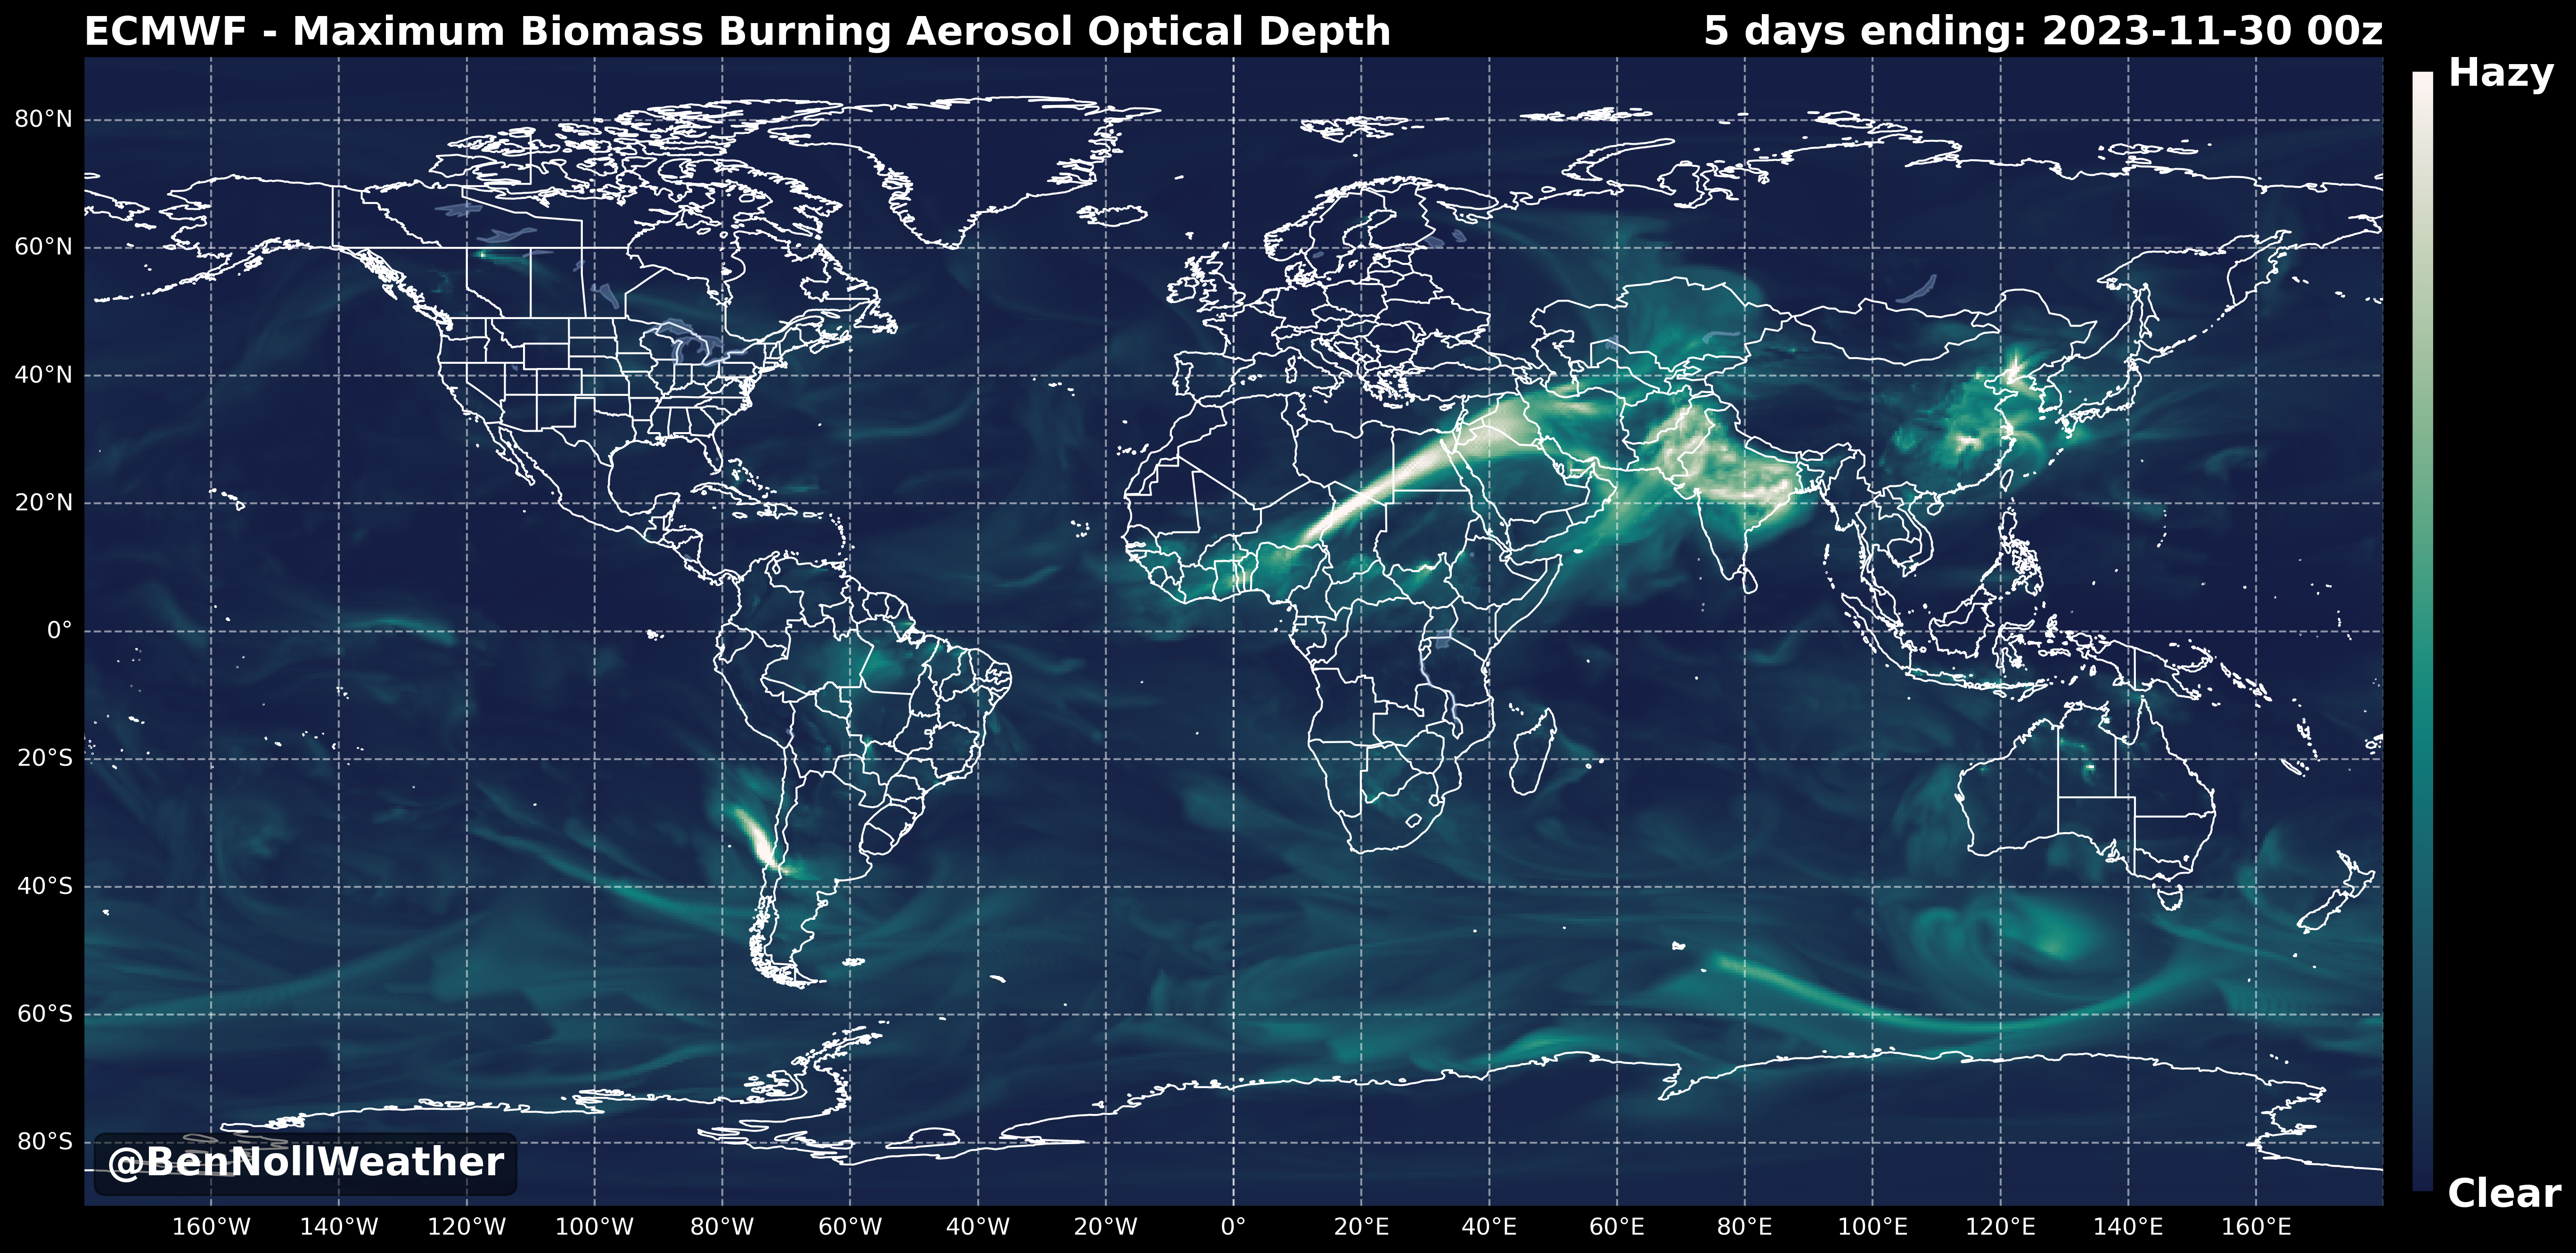 ECMWF - Maximum Biomass Burning Aerosol Optical Depth
5 days ending: 2023-11-30 00z
Hazy
80°N
60°N
40°N
20°N
0°
20°S
40°S
60°S
80°S
@BenNollWeather
Clear
160°W 140°W 120°W 100°W 80°W 60°W 40°W 20°W 0° 20°E 40°E 60°E 80°E 100°E 120°E 140°E 160°E